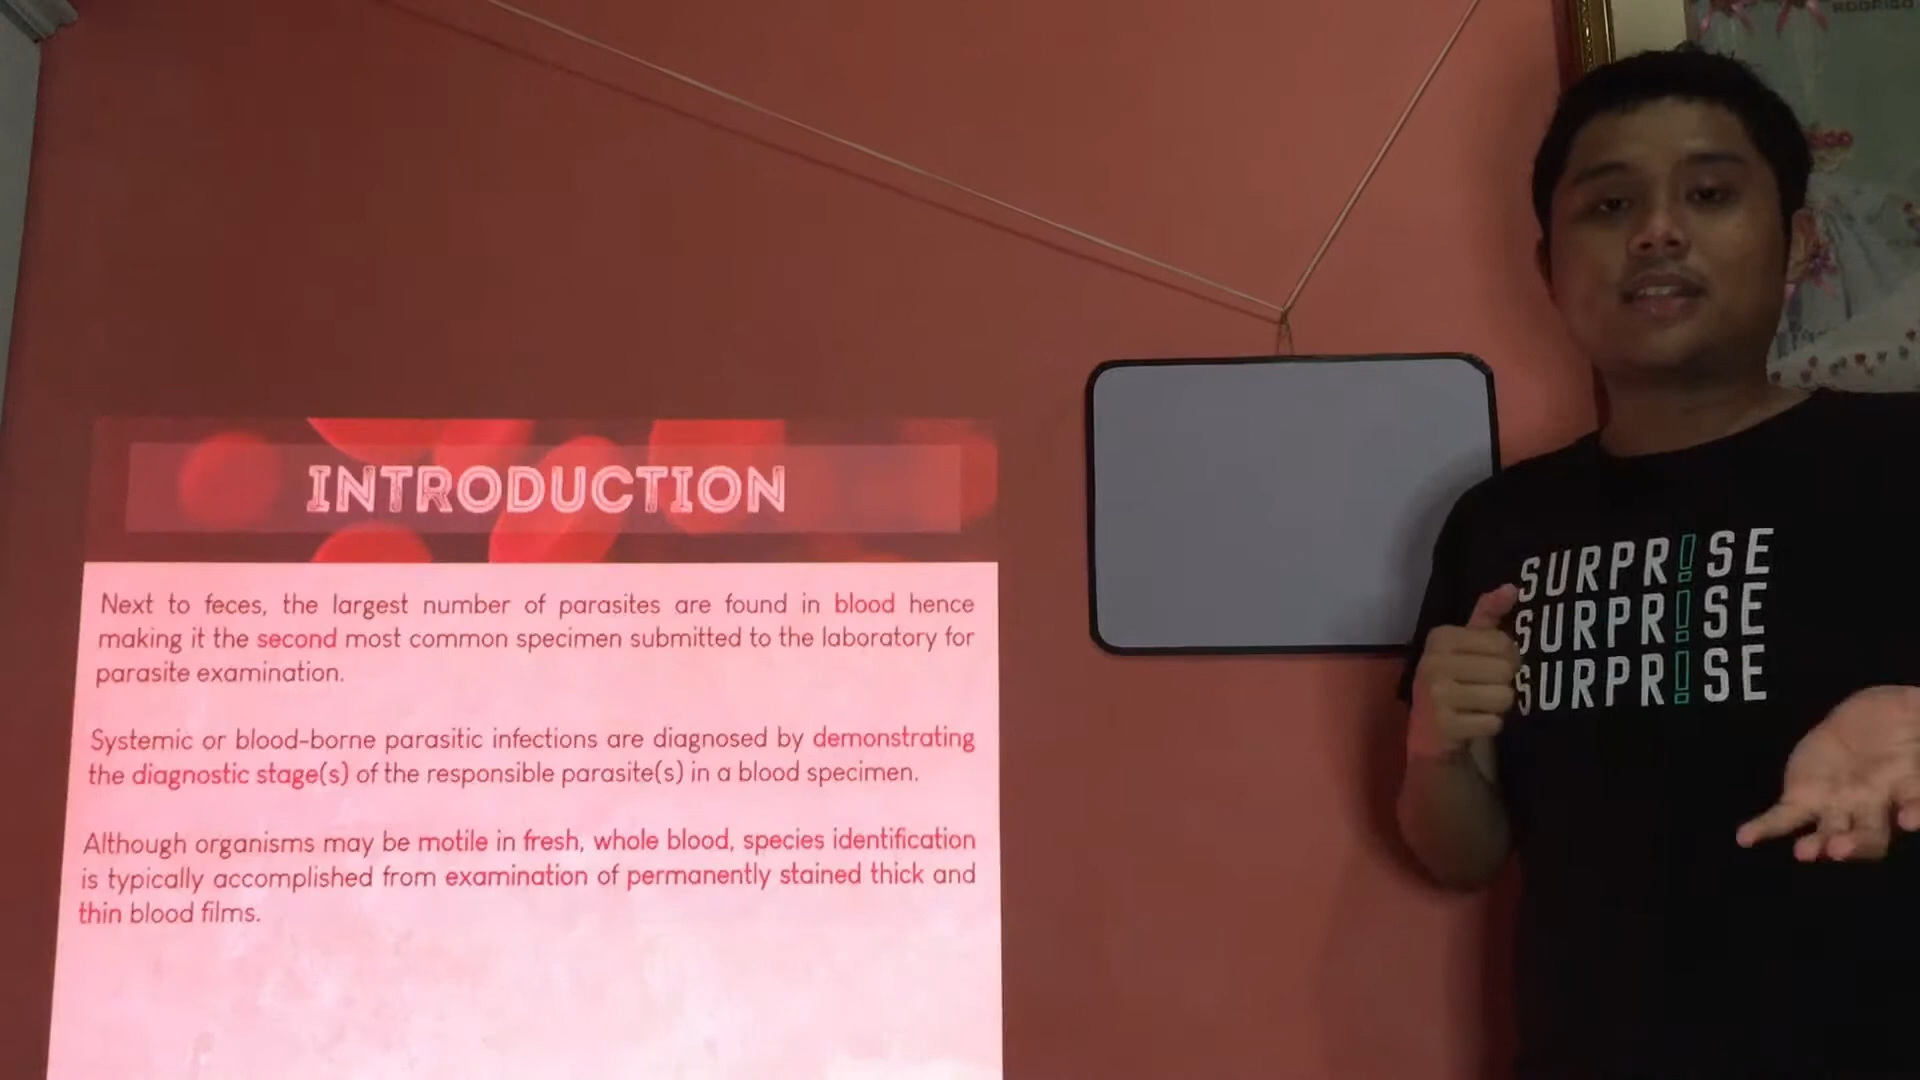 RODRIGO
INTRODUCTION
Next to feces, the largest number of parasites are found in blood hence
making it the second most common specimen submitted to the laboratory for
parasite examination.
Systemic or blood-borne parasitic infections are diagnosed by demonstrating
the diagnostic stage(s) of the responsible parasite(s) in a blood specimen.
Although organisms may be motile in fresh, whole blood, species identification
is typically accomplished from examination of permanently stained thick and
thin blood films.
SURPR!SE
SURPR!SE
SURPR!SE